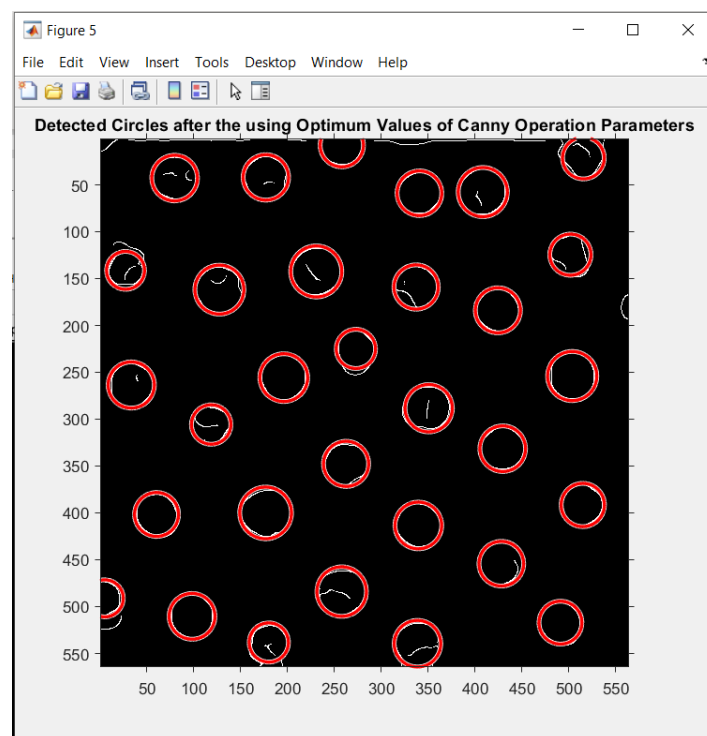 Figure 5
File Edit View Insert Tools Desktop Window Help
Detected Circles after the using Optimum Values of Canny Operation Parameters
50
100
150
200
250
300
350
400
450
500
550
50 100 150 200 250 300 350 400 450 500 550